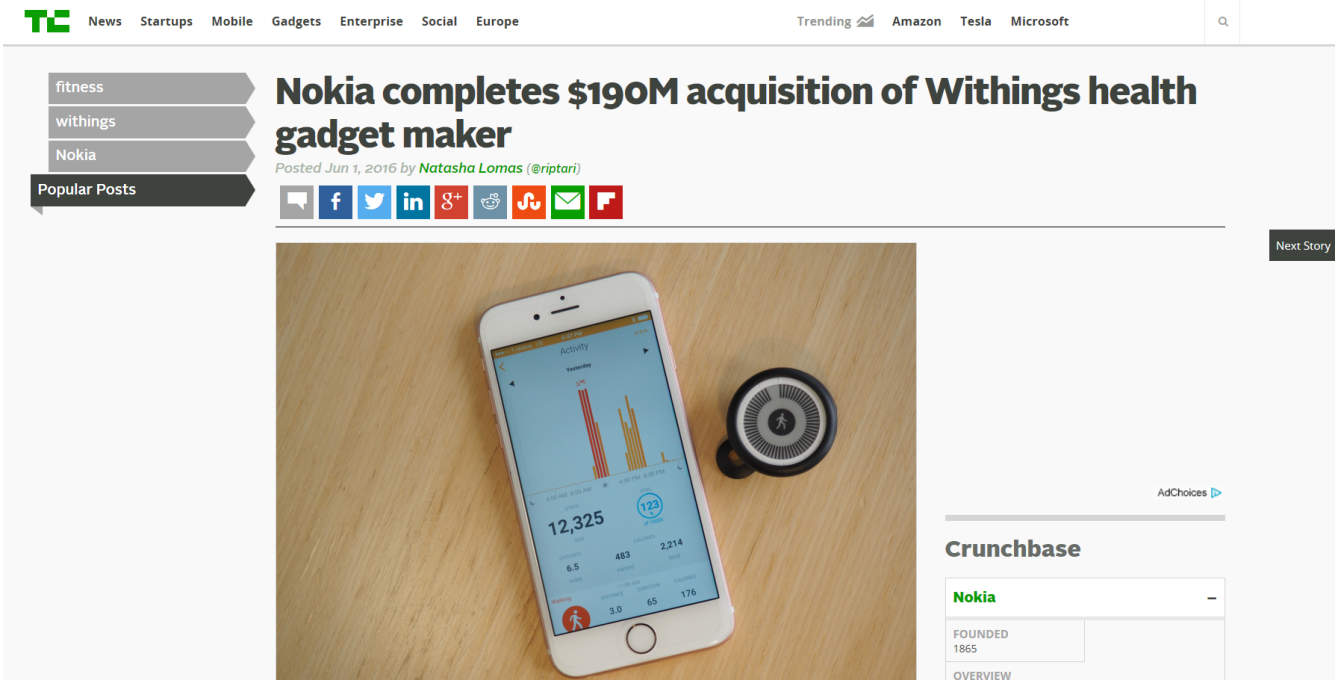 TC News Startups Mobile Gadgets Enterprise Social Europe Trending Amazon Tesla Microsoft
fitness
withings
Nokia
Popular Posts
Nokia completes $190M acquisition of Withings health
gadget maker
Posted Jun 1, 2016 by Natasha Lomas (@riptari)
f in g+
Next Story
Activity
Yesterday
12,325
123
6.5 483 2,214
3.0 65 176
AdChoices
Crunchbase
Nokia –
FOUNDED
1865
OVERVIEW